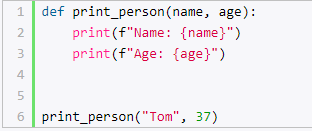 1 def print_person(name, age):
2     print(f"Name: {name}")
3     print(f"Age: {age}")
4
5
6 print_person("Tom", 37)